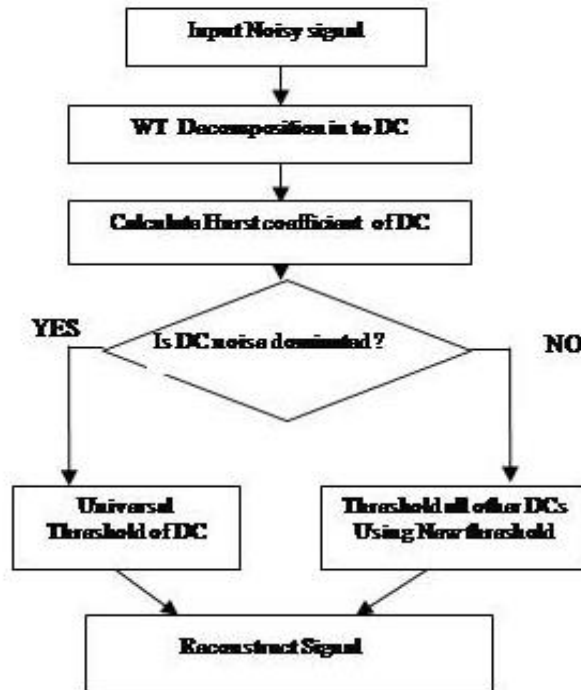 Input Noisy signal
WT Decomposition in to DC
Calculate Hurst coefficient of DC
Is DC noise dominated?
YES
NO
Universal
Threshold of DC
Threshold all other DCs
Using New threshold
Reconstruct Signal